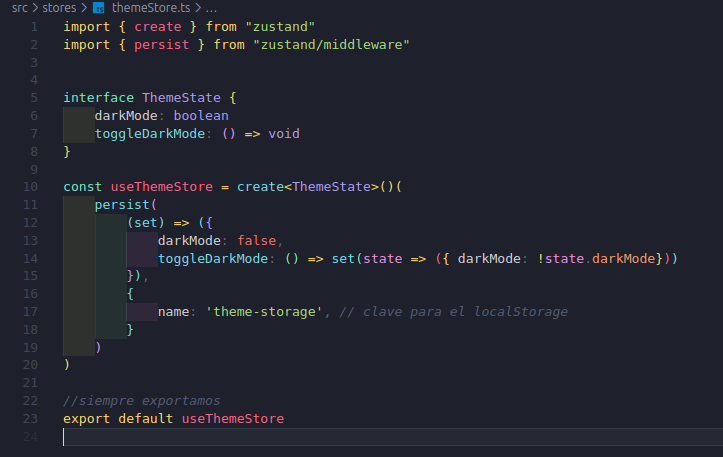 src > stores > themeStore.ts > ...
1 import { create } from "zustand"
2 import { persist } from "zustand/middleware"
3
4
5 interface ThemeState {
6     darkMode: boolean
7     toggleDarkMode: () => void
8 }
9
10 const useThemeStore = create<ThemeState>()(
11     persist(
12         (set) => ({
13             darkMode: false,
14             toggleDarkMode: () => set(state => ({ darkMode: !state.darkMode}))
15         }),
16         {
17             name: 'theme-storage', // clave para el localStorage
18         }
19     )
20 )
21
22 //siempre exportamos
23 export default useThemeStore
24